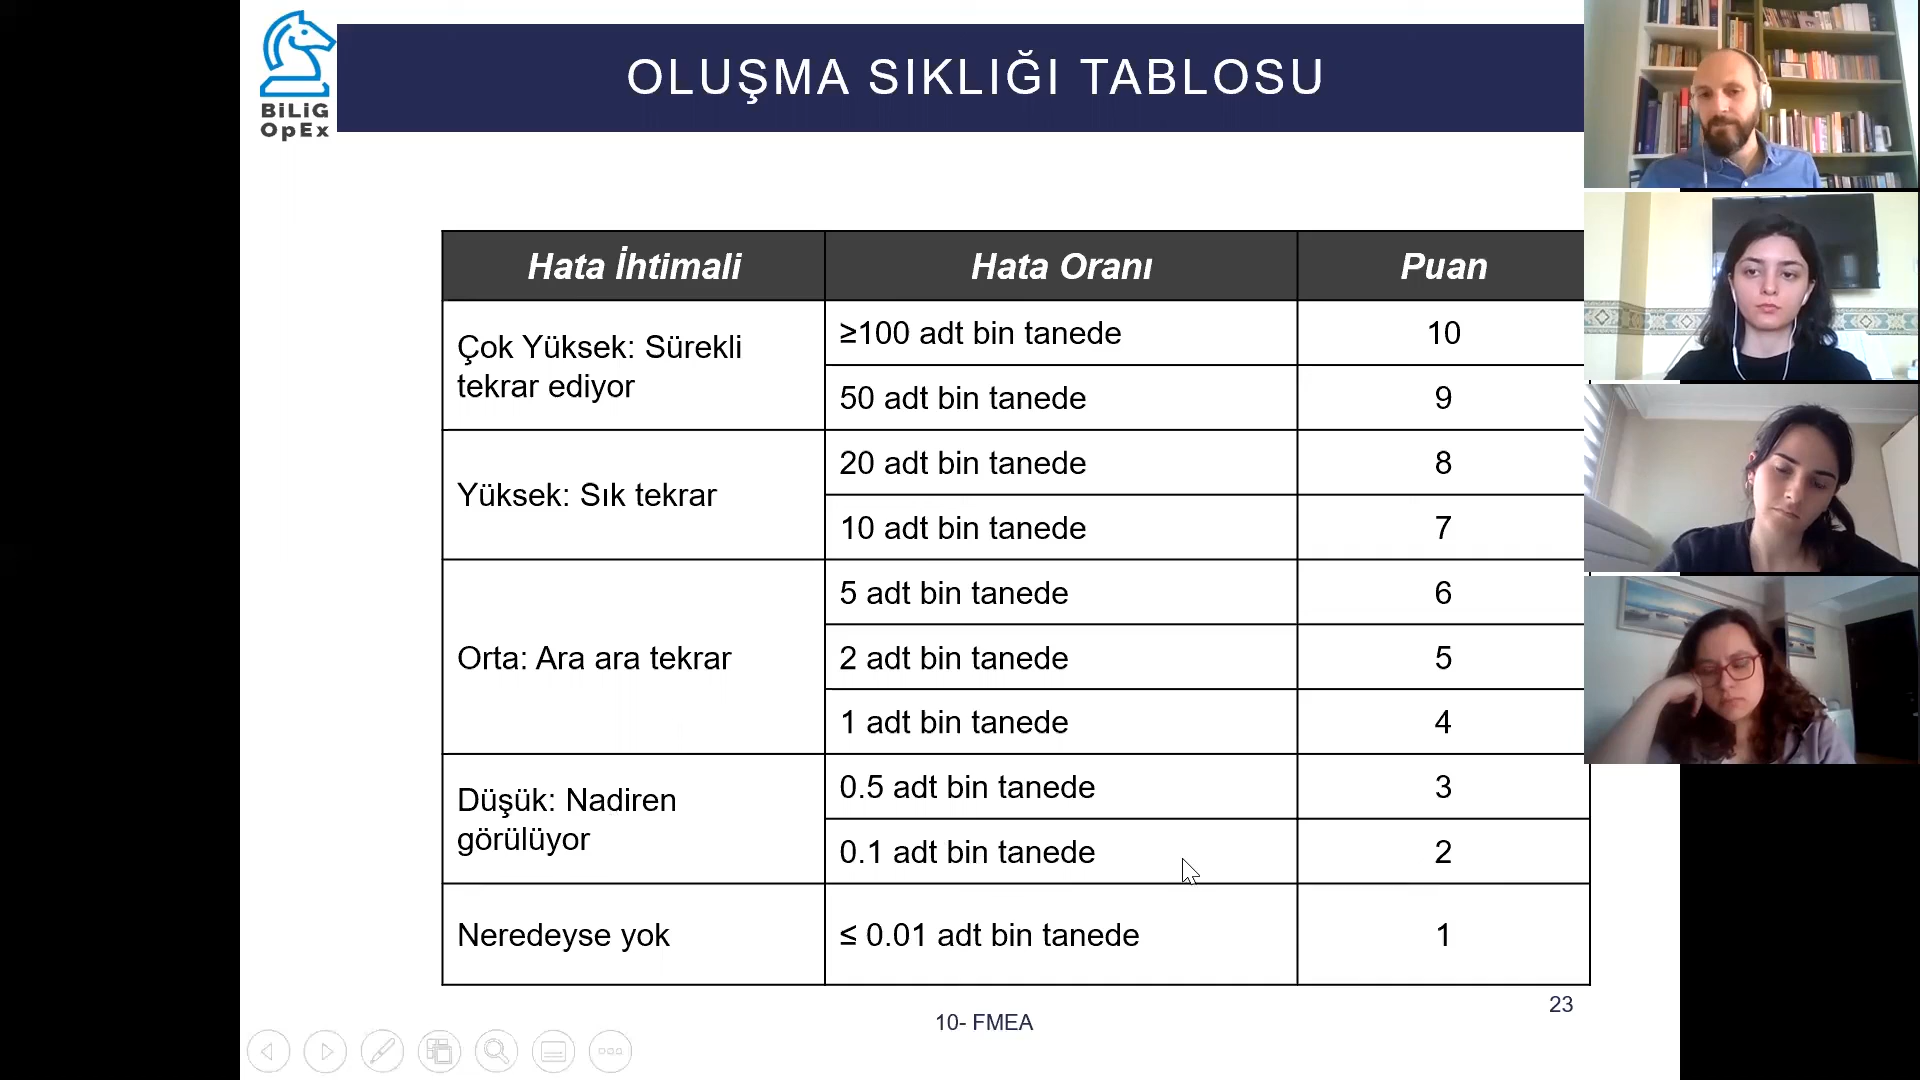 BiLiG
OpEx
OLUŞMA SIKLIĞI TABLOSU
Hata İhtimali Hata Oranı Puan
Çok Yüksek: Sürekli
tekrar ediyor
≥100 adt bin tanede 10
50 adt bin tanede 9
Yüksek: Sık tekrar
20 adt bin tanede 8
10 adt bin tanede 7
Orta: Ara ara tekrar
5 adt bin tanede 6
2 adt bin tanede 5
1 adt bin tanede 4
Düşük: Nadiren
görülüyor
0.5 adt bin tanede 3
0.1 adt bin tanede 2
Neredeyse yok ≤ 0.01 adt bin tanede 1
23
10- FMEA